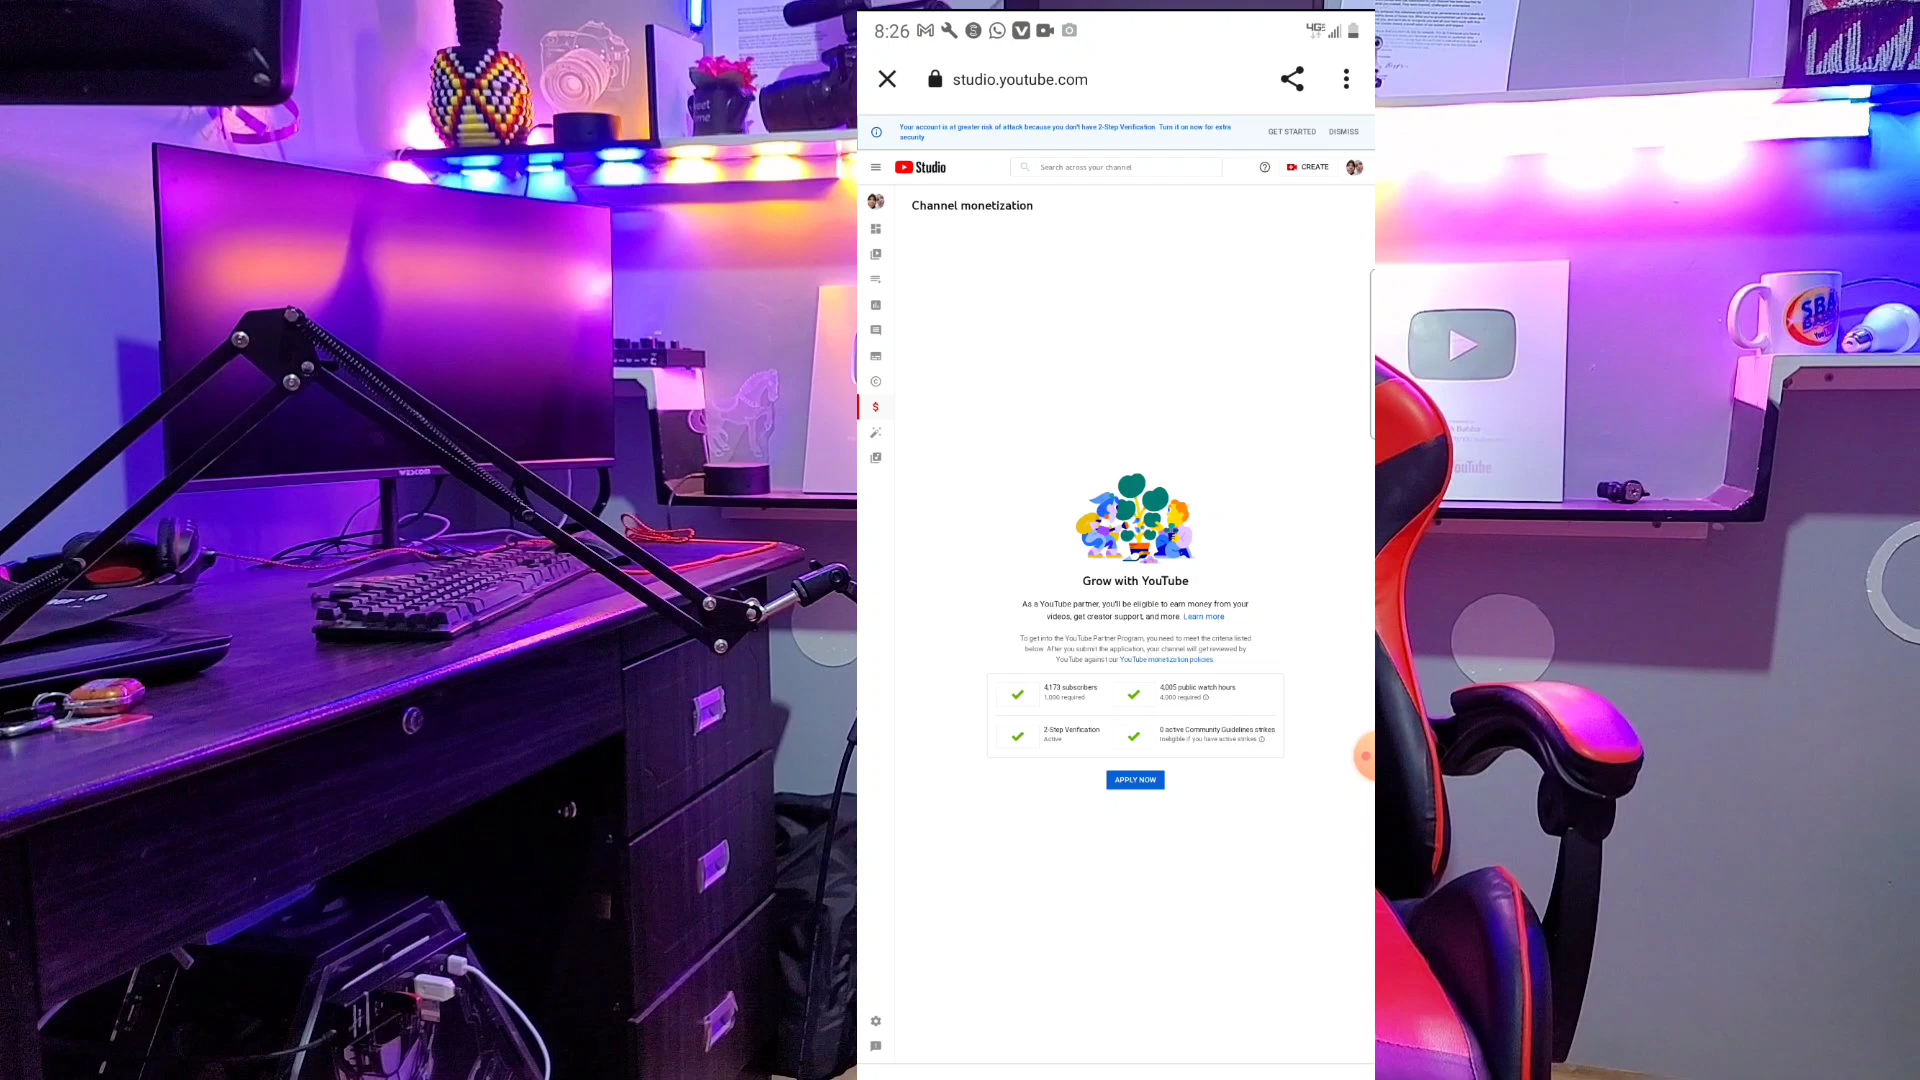 8:26
4GE
studio.youtube.com
Your account is at greater risk of attack because you don't have 2-Step Verification. Turn it on now for extra
security.
GET STARTED
DISMISS
Studio
Search across your channel
CREATE
Channel monetization
$
Grow with YouTube
As a YouTube partner, you'll be eligible to earn money from your
videos, get creator support, and more. Learn more
To get into the YouTube Partner Program, you need to meet the criteria listed
below. After you submit the application, your channel will get reviewed by
YouTube against our YouTube monetization policies.
4,173 subscribers
1,000 required
4,005 public watch hours
4,000 required
2-Step Verification
Active
0 active Community Guidelines strikes
Ineligible if you have active strikes
APPLY NOW
YouTube